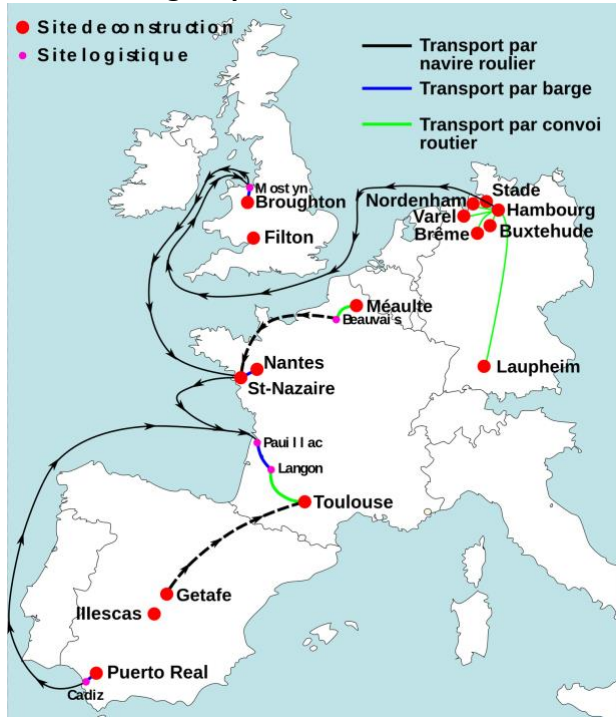 Site de construction
Site logistique
Transport par
navire roulier
Transport par barge
Transport par convoi
routier
Mostyn
Broughton
Filton
Stade
Nordenham
Hambourg
Varel
Buxtehude
Brême
Méaulte
Beauvais
Nantes
St-Nazaire
Laupheim
Pauillac
Langon
Toulouse
Getafe
Illescas
Puerto Real
Cadiz